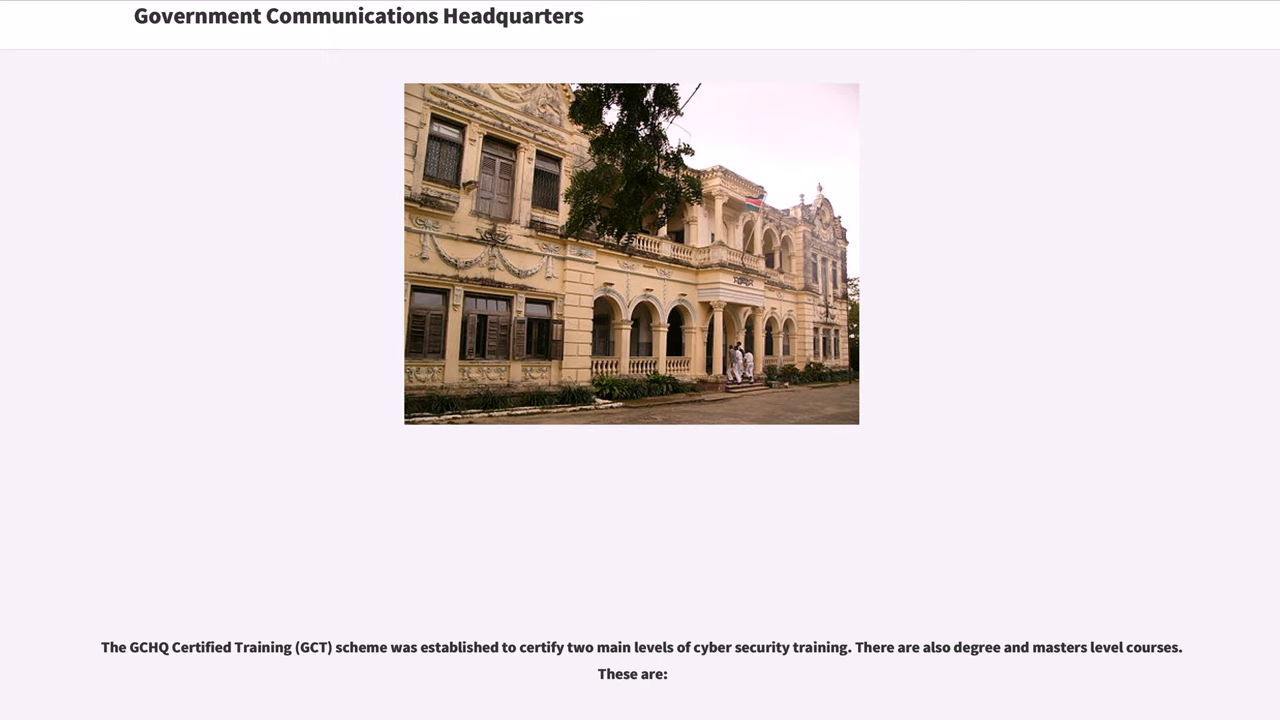 Government Communications Headquarters
The GCHQ Certified Training (GCT) scheme was established to certify two main levels of cyber security training. There are also degree and masters level courses.
These are: